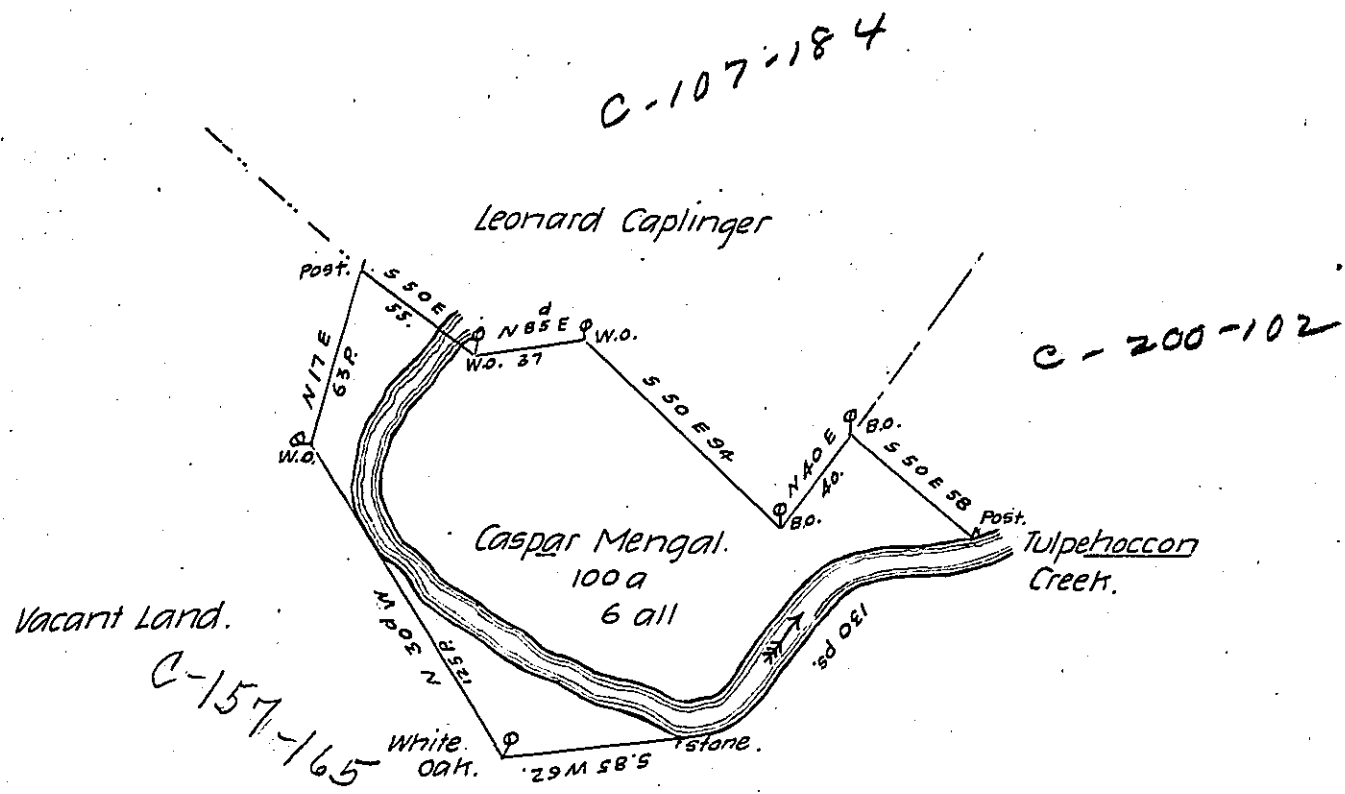 C-107-184
Leonard Caplinger
Post.
S 50 E
55.
N 85 d E
W.O. 37
W.O.
C-200-102
N 17 E
63 P.
W.O.
S 50 E 94
N 40 E
40.
B.O.
B.O.
S 50 E 58
Post.
Tulpehoccon
Creek.
Caspar Mengal.
100 a
6 all
Vacant Land.
C-157-165
N 30d W
125 P.
130 ps.
White
Oak.
S.85 W 62.
stone.